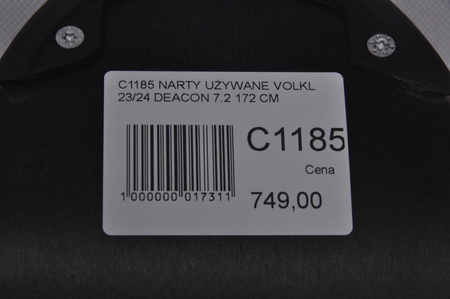 C1185 NARTY UŻYWANE VOLKL
23/24 DEACON 7.2 172 CM
C1185
Cena
749,00
1 000000 017311